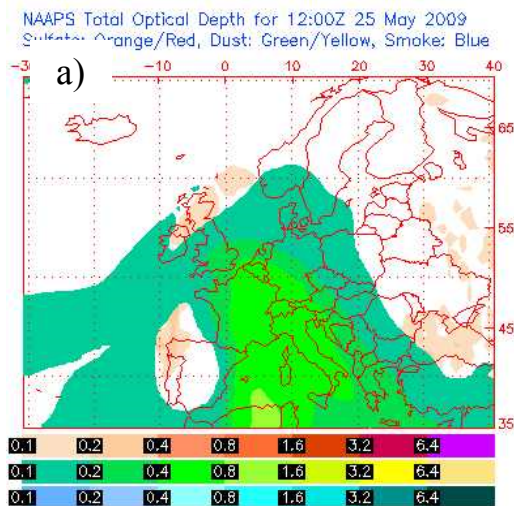 NAAPS Total Optical Depth for 12:00Z 25 May 2009
Sulfate: Orange/Red, Dust: Green/Yellow, Smoke: Blue
a)
-3 -10 0 10 20 30 40
65
55
45
35
0.1 0.2 0.4 0.8 1.6 3.2 6.4
0.1 0.2 0.4 0.8 1.6 3.2 6.4
0.1 0.2 0.4 0.8 1.6 3.2 6.4